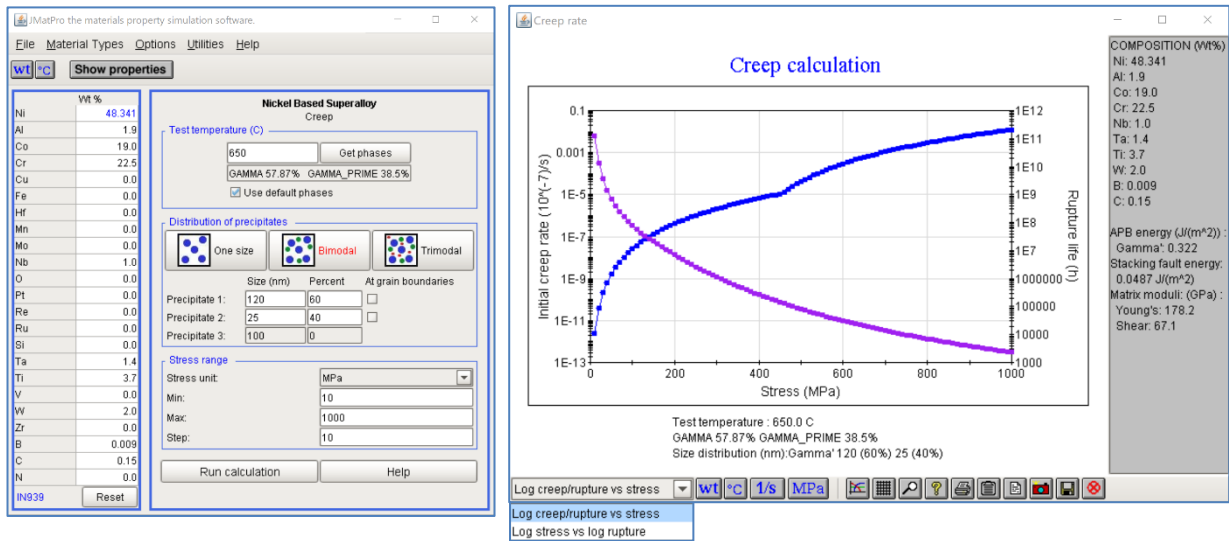 JMatPro the materials property simulation software.
File Material Types Options Utilities Help
wt °C Show properties
Wt %
Ni 48.341
Al 1.9
Co 19.0
Cr 22.5
Cu 0.0
Fe 0.0
Hf 0.0
Mn 0.0
Mo 0.0
Nb 1.0
O 0.0
Pt 0.0
Re 0.0
Ru 0.0
Si 0.0
Ta 1.4
Ti 3.7
V 0.0
W 2.0
Zr 0.0
B 0.009
C 0.15
N 0.0
IN939 Reset
Nickel Based Superalloy
Creep
Test temperature (C)
650 Get phases
GAMMA 57.87% GAMMA_PRIME 38.5%
Use default phases
Distribution of precipitates
One size Bimodal Trimodal
Size (nm) Percent At grain boundaries
Precipitate 1: 120 60
Precipitate 2: 25 40
Precipitate 3: 100 0
Stress range
Stress unit: MPa
Min: 10
Max: 1000
Step: 10
Run calculation Help
Creep rate
Creep calculation
Initial creep rate (10^(-7)/s)
0.1
0.001
1E-5
1E-7
1E-9
1E-11
1E-13
0 200 400 600 800 1000
Stress (MPa)
1E12
1E11
1E10
1E9
1E8
1E7
1000000
100000
10000
1000
Rupture life (h)
Test temperature : 650.0 C
GAMMA 57.87% GAMMA_PRIME 38.5%
Size distribution (nm):Gamma' 120 (60%) 25 (40%)
COMPOSITION (Wt%)
Ni: 48.341
Al: 1.9
Co: 19.0
Cr: 22.5
Nb: 1.0
Ta: 1.4
Ti: 3.7
W: 2.0
B: 0.009
C: 0.15
APB energy (J/(m^2)) :
Gamma': 0.322
Stacking fault energy:
0.0487 J/(m^2)
Matrix moduli: (GPa) :
Young's: 178.2
Shear: 67.1
Log creep/rupture vs stress wt °C 1/s MPa
Log creep/rupture vs stress
Log stress vs log rupture